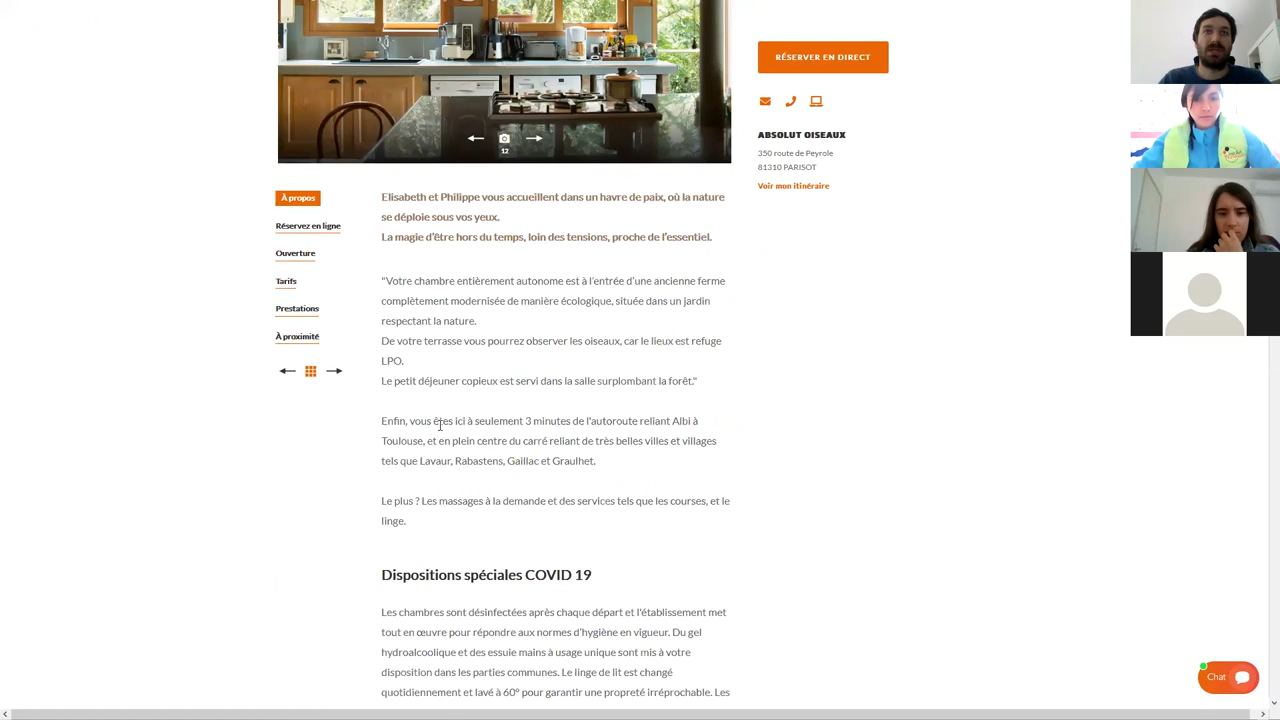 12
À propos
Réservez en ligne
Ouverture
Tarifs
Prestations
À proximité
Elisabeth et Philippe vous accueillent dans un havre de paix, où la nature
se déploie sous vos yeux.
La magie d'être hors du temps, loin des tensions, proche de l'essentiel.
"Votre chambre entièrement autonome est à l'entrée d'une ancienne ferme
complètement modernisée de manière écologique, située dans un jardin
respectant la nature.
De votre terrasse vous pourrez observer les oiseaux, car le lieux est refuge
LPO.
Le petit déjeuner copieux est servi dans la salle surplombant la forêt."
Enfin, vous êtes ici à seulement 3 minutes de l'autoroute reliant Albi à
Toulouse, et en plein centre du carré reliant de très belles villes et villages
tels que Lavaur, Rabastens, Gaillac et Graulhet.
Le plus ? Les massages à la demande et des services tels que les courses, et le
linge.
Dispositions spéciales COVID 19
Les chambres sont désinfectées après chaque départ et l'établissement met
tout en œuvre pour répondre aux normes d'hygiène en vigueur. Du gel
hydroalcoolique et des essuie mains à usage unique sont mis à votre
disposition dans les parties communes. Le linge de lit est changé
quotidiennement et lavé à 60° pour garantir une propreté irréprochable. Les
RÉSERVER EN DIRECT
ABSOLUT OISEAUX
350 route de Peyrole
81310 PARISOT
Voir mon itinéraire
Chat